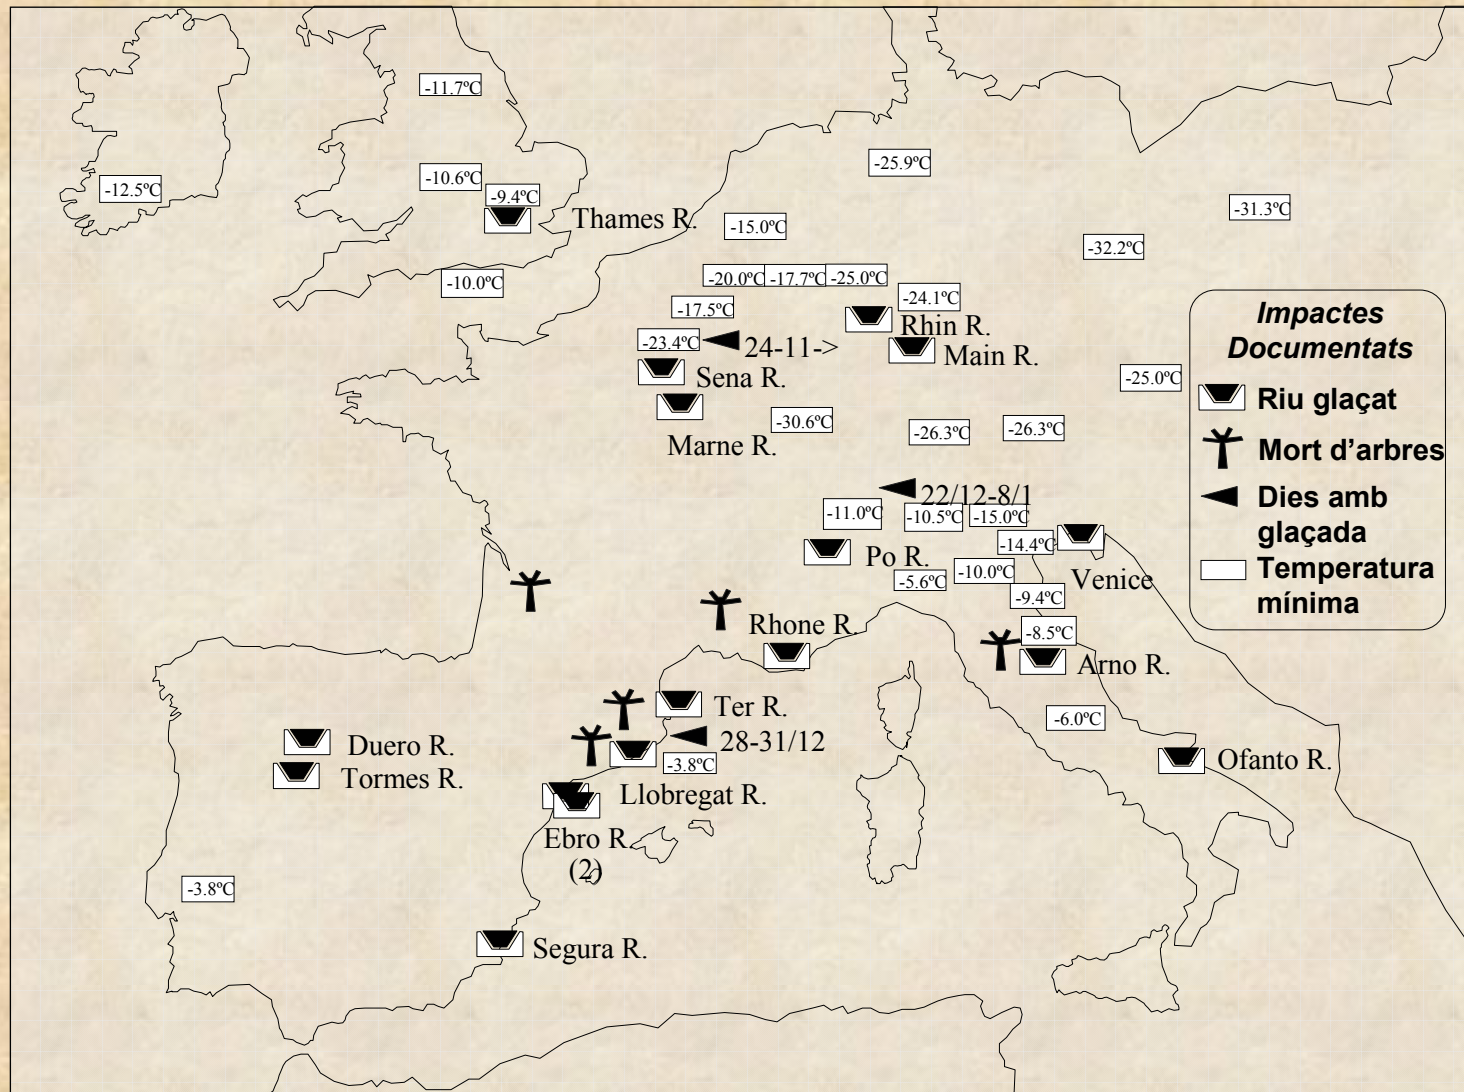 -11.7ºC
-25.9ºC
-12.5ºC
-10.6ºC
-9.4ºC
-31.3ºC
Thames R.
-15.0ºC
-32.2ºC
-10.0ºC
-20.0ºC
-17.7ºC
-25.0ºC
-24.1ºC
-17.5ºC
Rhin R.
-23.4ºC
24-11->
Main R.
Sena R.
-25.0ºC
Marne R.
-30.6ºC
-26.3ºC
-26.3ºC
22/12-8/1
-11.0ºC
-10.5ºC
-15.0ºC
-14.4ºC
Po R.
-5.6ºC
-10.0ºC
Venice
-9.4ºC
Rhone R.
-8.5ºC
Arno R.
Ter R.
-6.0ºC
28-31/12
Duero R.
-3.8ºC
Ofanto R.
Tormes R.
Llobregat R.
Ebro R.
(2)
-3.8ºC
Segura R.
Impactes
Documentats
Riu glaçat
Mort d'arbres
Dies amb
glaçada
Temperatura
mínima